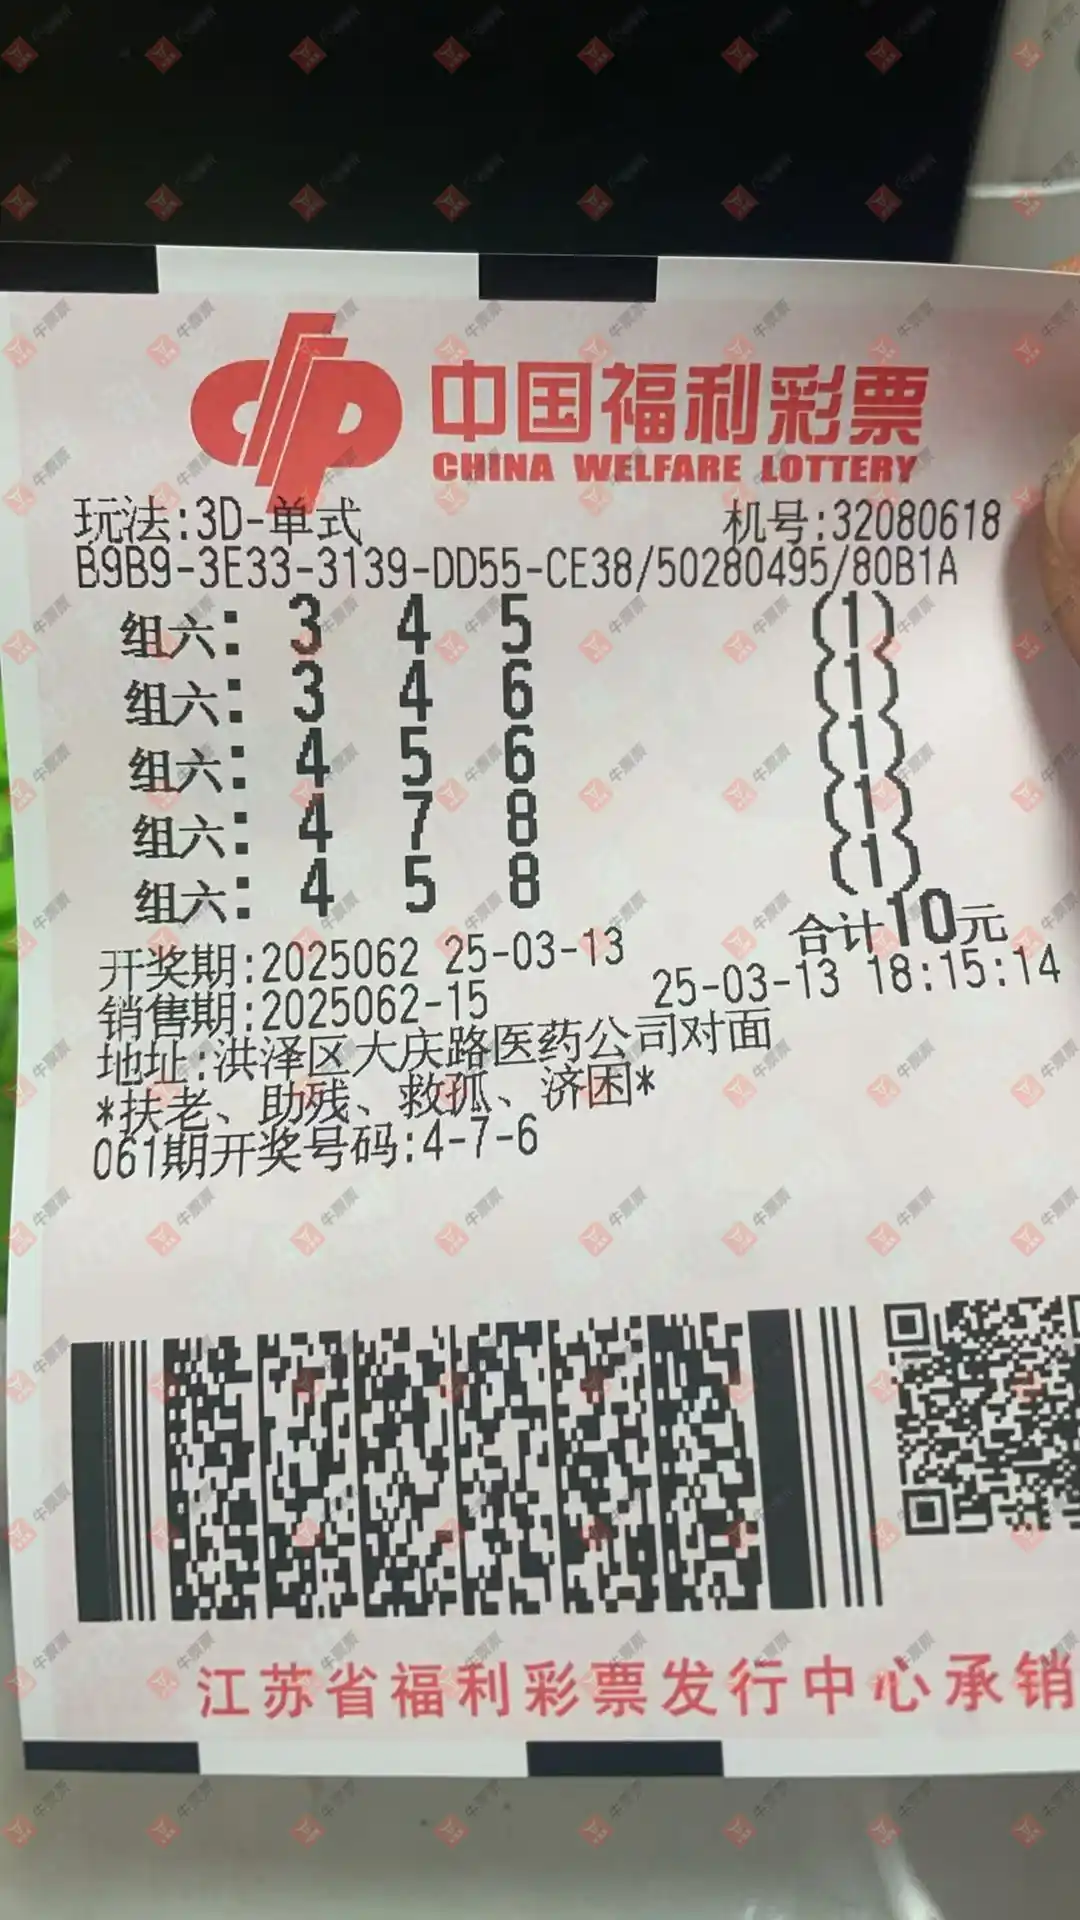 中国福利彩票
CHINA WELFARE LOTTERY
玩法:3D-单式 机号:32080618
B9B9-3E33-3139-DD55-CE38/50280495/80B1A
组六: 3 4 5 (1)
组六: 3 4 6 (1)
组六: 4 5 6 (1)
组六: 4 7 8 (1)
组六: 4 5 8 (1)
合计10元
开奖期:2025062 25-03-13
销售期:2025062-15 25-03-13 18:15:14
地址:洪泽区大庆路医药公司对面
*扶老、助残、救孤、济困*
061期开奖号码:4-7-6
江苏省福利彩票发行中心承销
牛票票